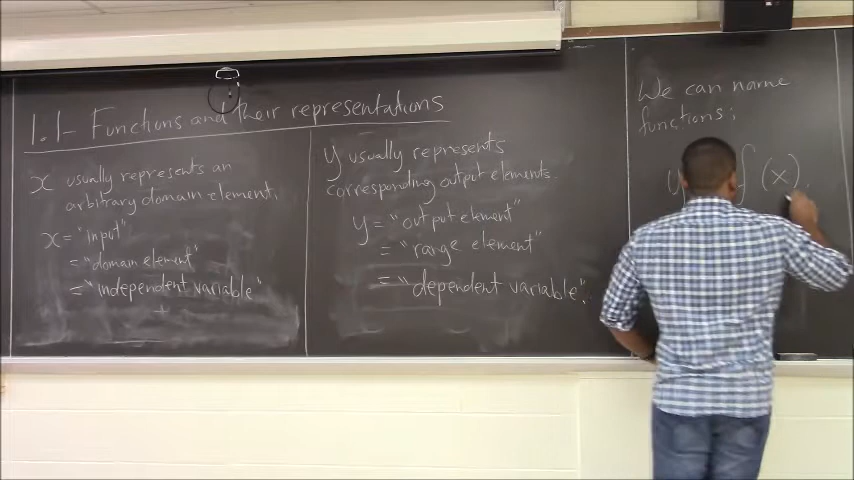 1.1- Functions and their representations
x usually represents an
arbitrary domain element.
x = "input"
= "domain element"
= "independent variable"
y usually represents
corresponding output elements.
y = "output element"
= "range element"
= "dependent variable".
We can name
functions:
y f(x)